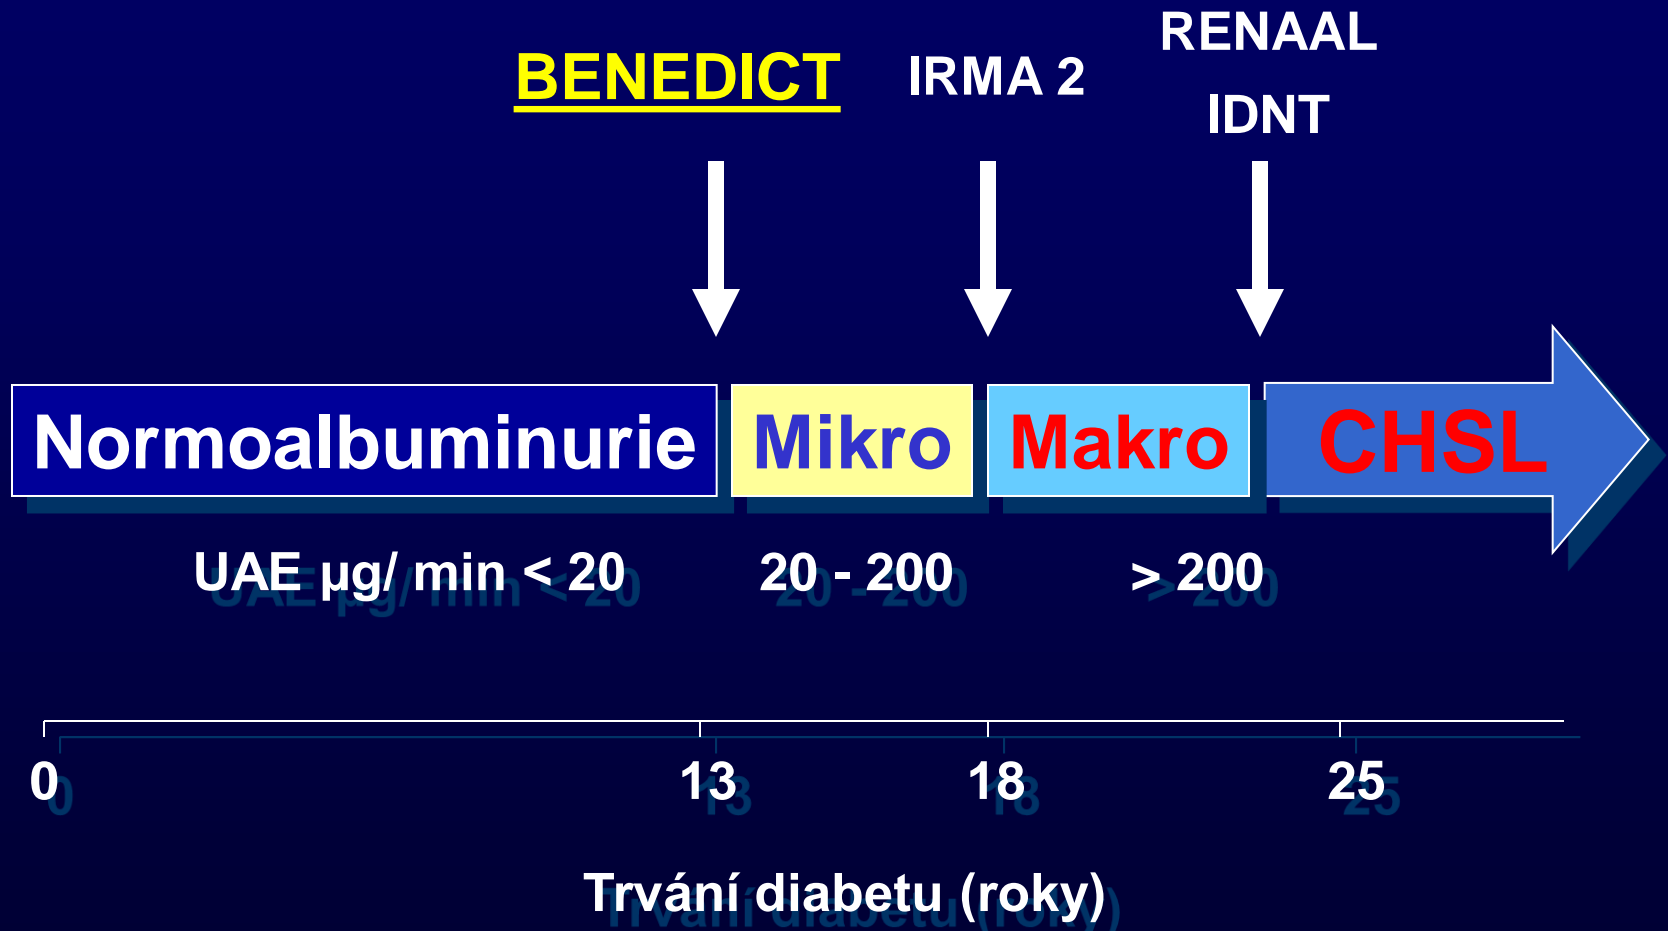 RENAAL
BENEDICT
IRMA 2
IDNT
Normoalbuminurie
Mikro
Makro
CHSL
UAE µg/ min < 20
20 - 200
> 200
0
13
18
25
Trvání diabetu (roky)